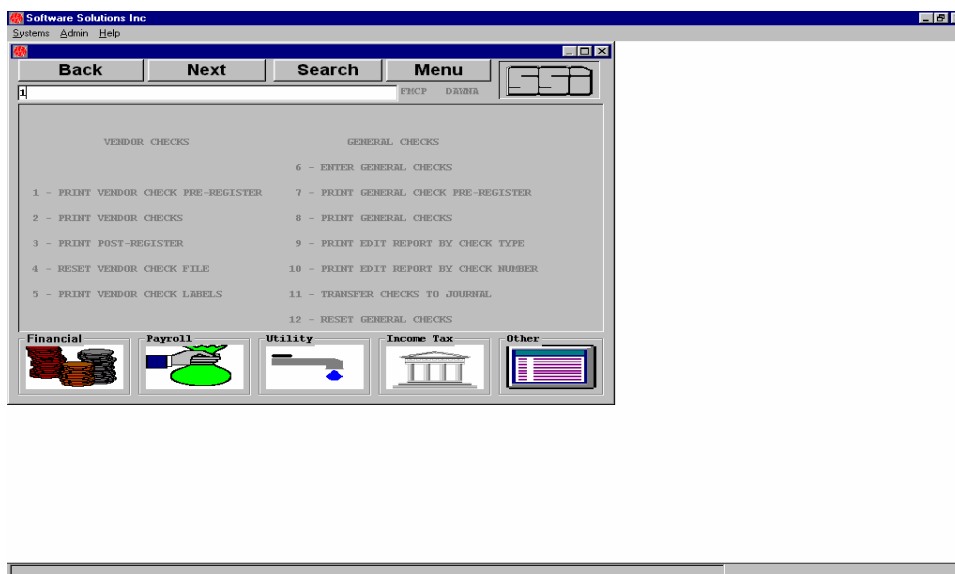 Software Solutions Inc
Systems Admin Help
Back Next Search Menu SSI
1 FMCP DAWNA
VENDOR CHECKS GENERAL CHECKS
6 - ENTER GENERAL CHECKS
1 - PRINT VENDOR CHECK PRE-REGISTER 7 - PRINT GENERAL CHECK PRE-REGISTER
2 - PRINT VENDOR CHECKS 8 - PRINT GENERAL CHECKS
3 - PRINT POST-REGISTER 9 - PRINT EDIT REPORT BY CHECK TYPE
4 - RESET VENDOR CHECK FILE 10 - PRINT EDIT REPORT BY CHECK NUMBER
5 - PRINT VENDOR CHECK LABELS 11 - TRANSFER CHECKS TO JOURNAL
12 - RESET GENERAL CHECKS
Financial Payroll Utility Income Tax Other